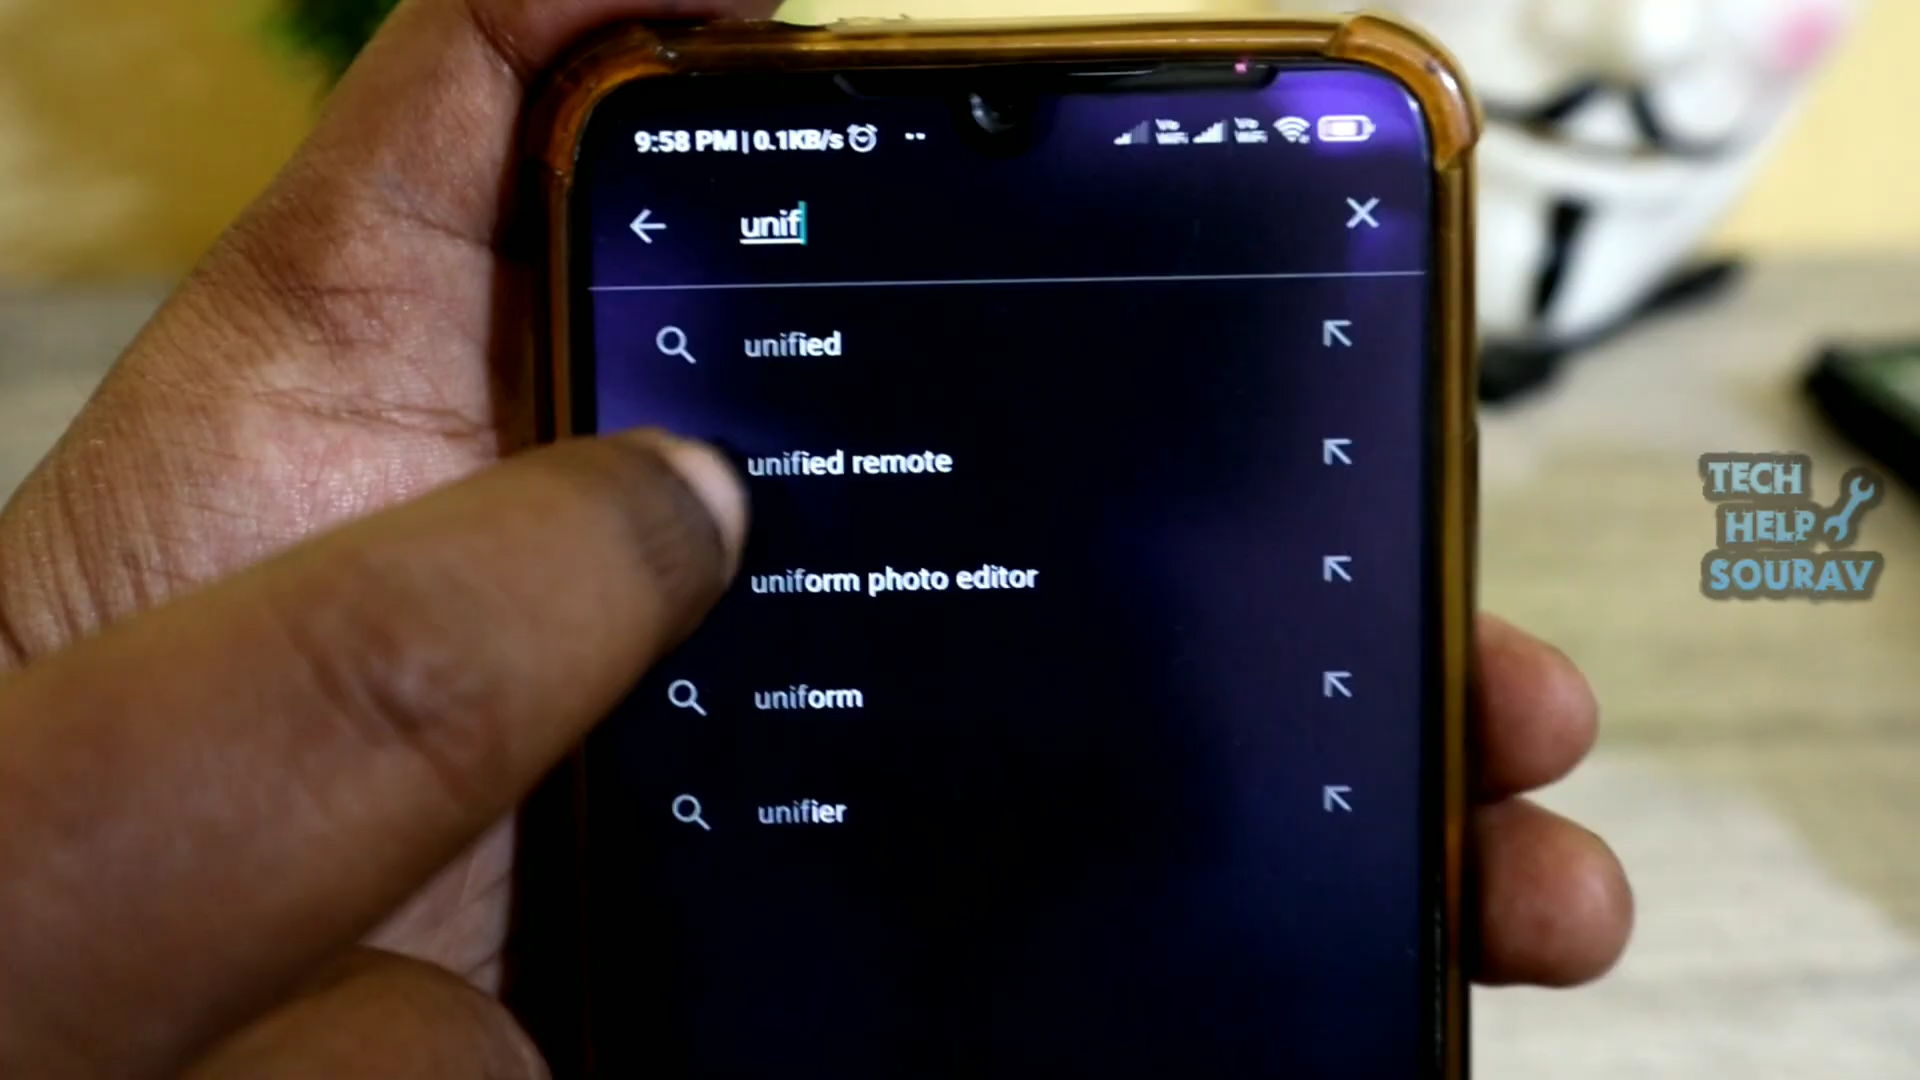 9:58 PM | 0.1KB/s
unif
unified
unified remote
uniform photo editor
uniform
unifier
TECH
HELP
SOURAV